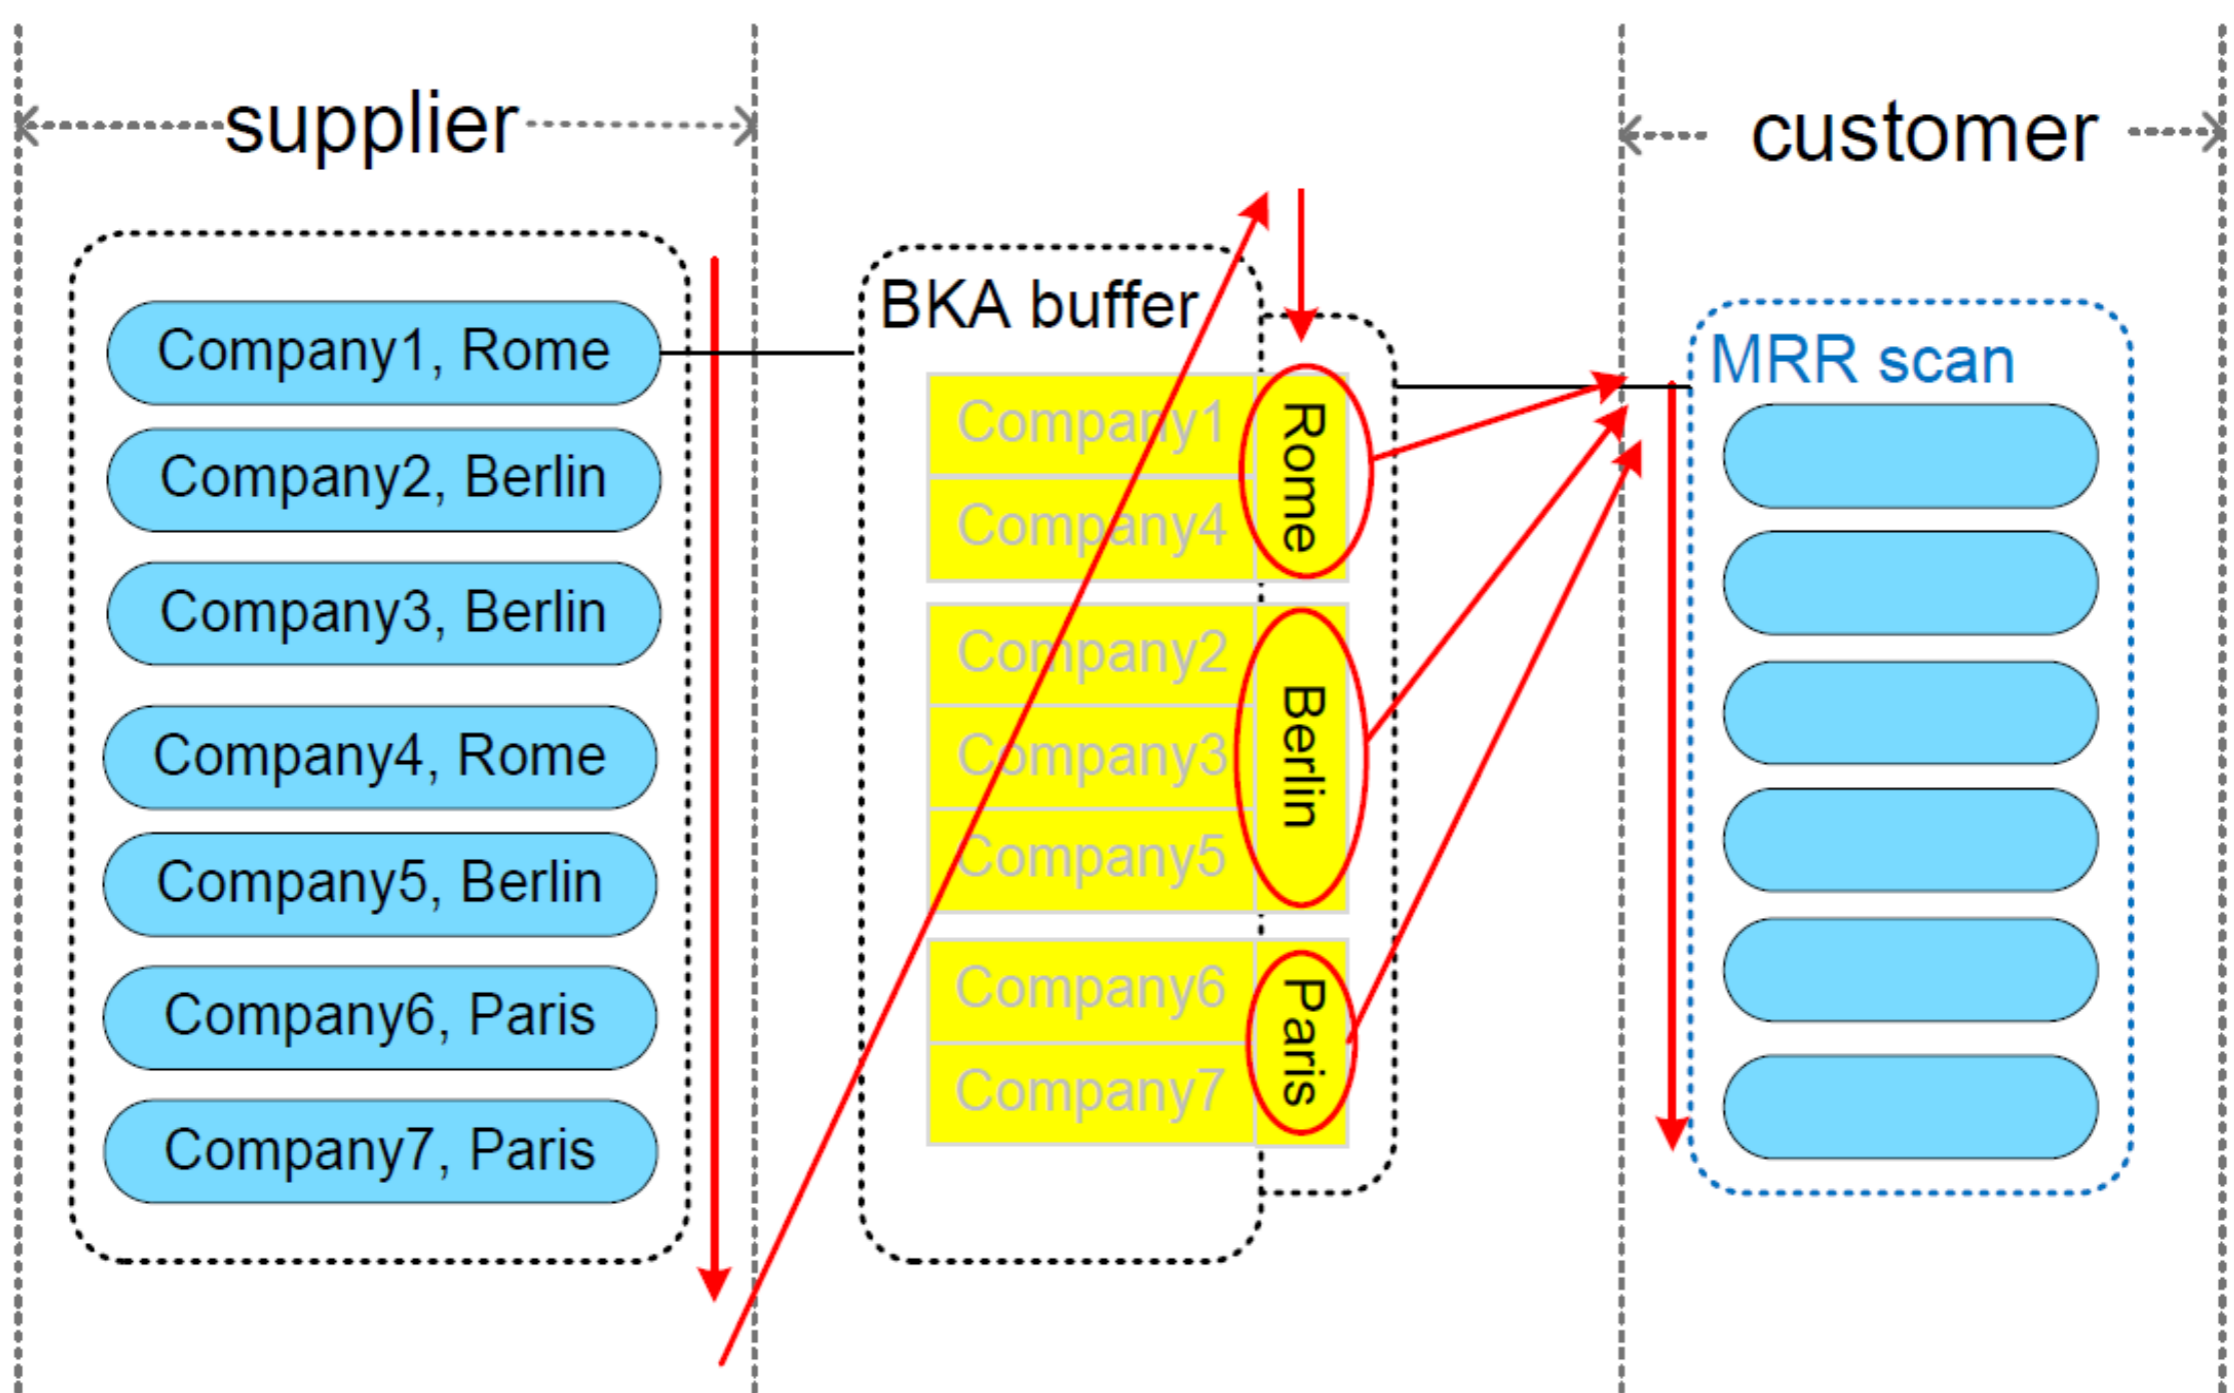 supplier
customer
Company1, Rome
Company2, Berlin
Company3, Berlin
Company4, Rome
Company5, Berlin
Company6, Paris
Company7, Paris
BKA buffer
Company1
Company4
Rome
Company2
Company3
Company5
Berlin
Company6
Company7
Paris
MRR scan